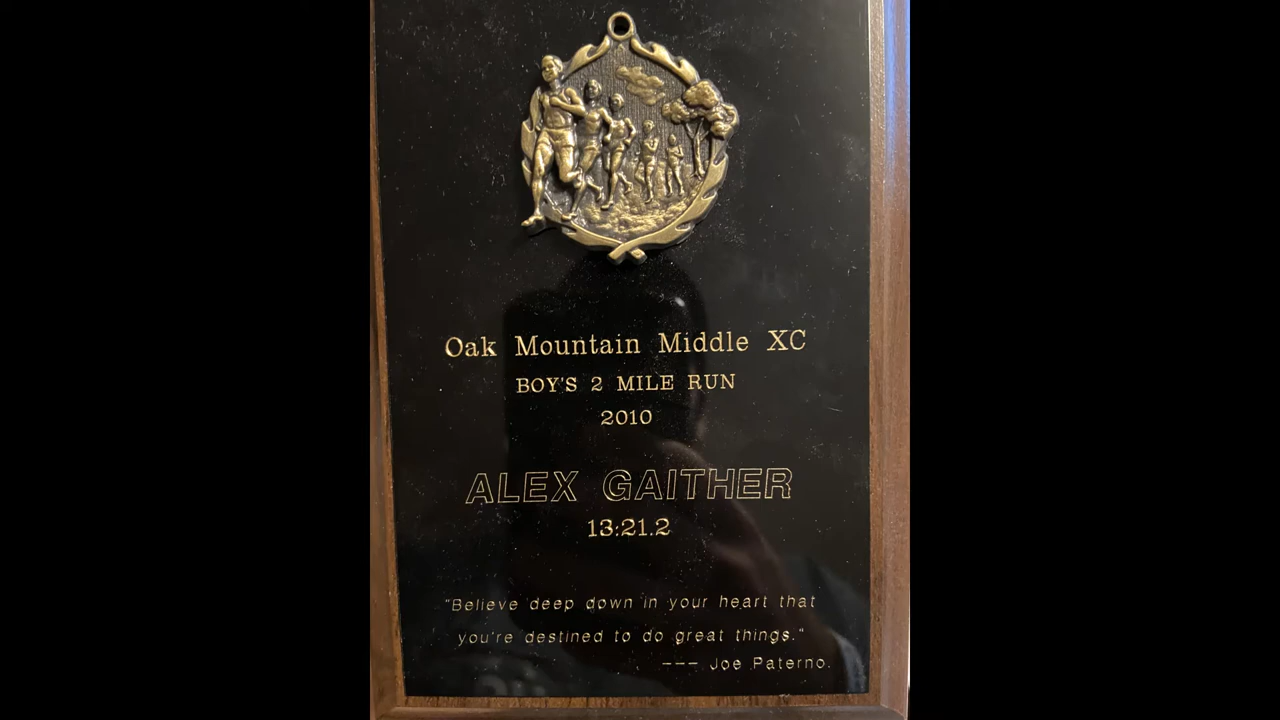 Oak Mountain Middle XC
BOY'S 2 MILE RUN
2010
ALEX GAITHER
13:21.2
"Believe deep down in your heart that
you're destined to do great things."
--- Joe Paterno.